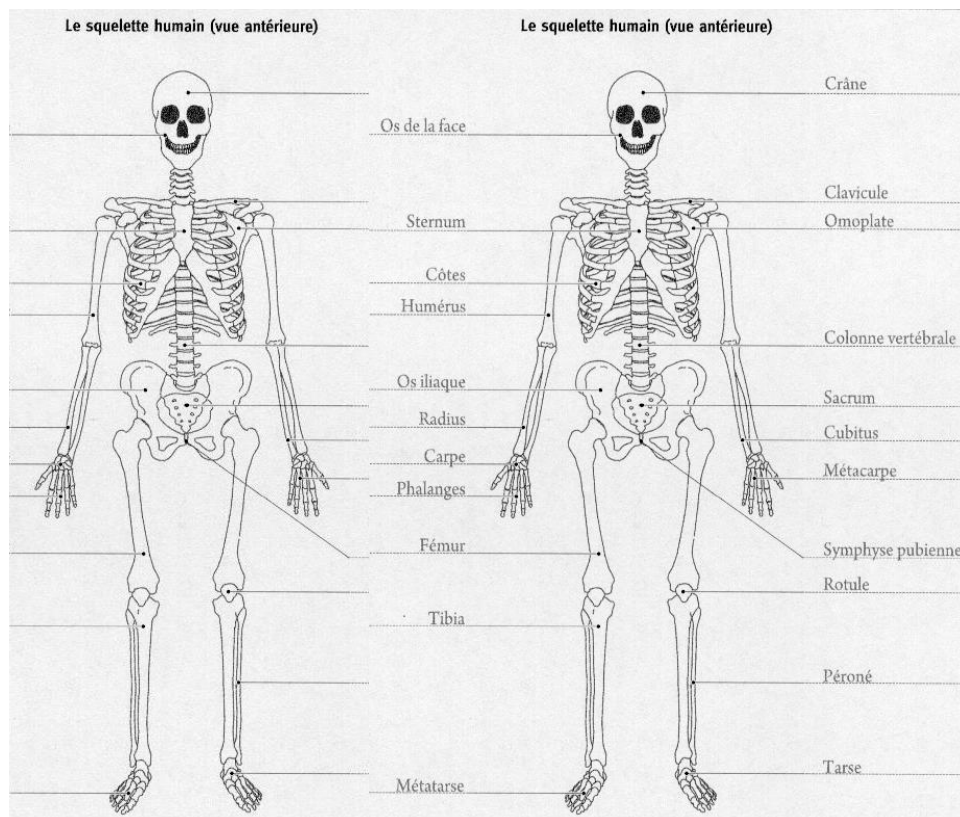 Le squelette humain (vue antérieure)
Le squelette humain (vue antérieure)
Crâne
Os de la face
Clavicule
Sternum
Omoplate
Côtes
Humérus
Colonne vertébrale
Os iliaque
Sacrum
Radius
Cubitus
Carpe
Métacarpe
Phalanges
Fémur
Symphyse pubienne
Rotule
Tibia
Péroné
Tarse
Métatarse